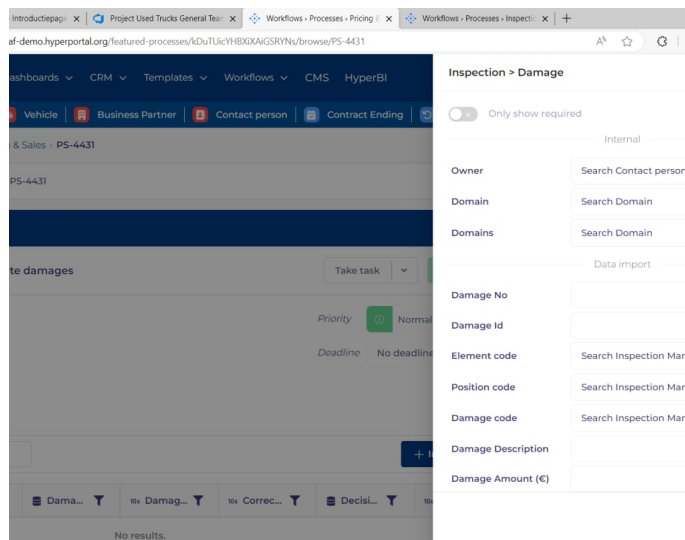 Introductiepagi
Project Used Trucks General Tear
Workflows › Processes › Pricing &
Workflows › Processes › Inspectio
af-demo.hyperportal.org/featured-processes/kDuTUicYHBXiXAiGSRYNs/browse/PS-4431
ashboards CRM Templates Workflows CMS HyperBI
Vehicle Business Partner Contact person Contract Ending
& Sales › PS-4431
PS-4431
te damages
Take task
Priority Normal
Deadline No deadline
Dama... Damag... Correc... Decisi...
No results.
Inspection > Damage
Only show required
Internal
Owner Search Contact person
Domain Search Domain
Domains Search Domain
Data import
Damage No
Damage Id
Element code Search Inspection Mar
Position code Search Inspection Mar
Damage code Search Inspection Mar
Damage Description
Damage Amount (€)